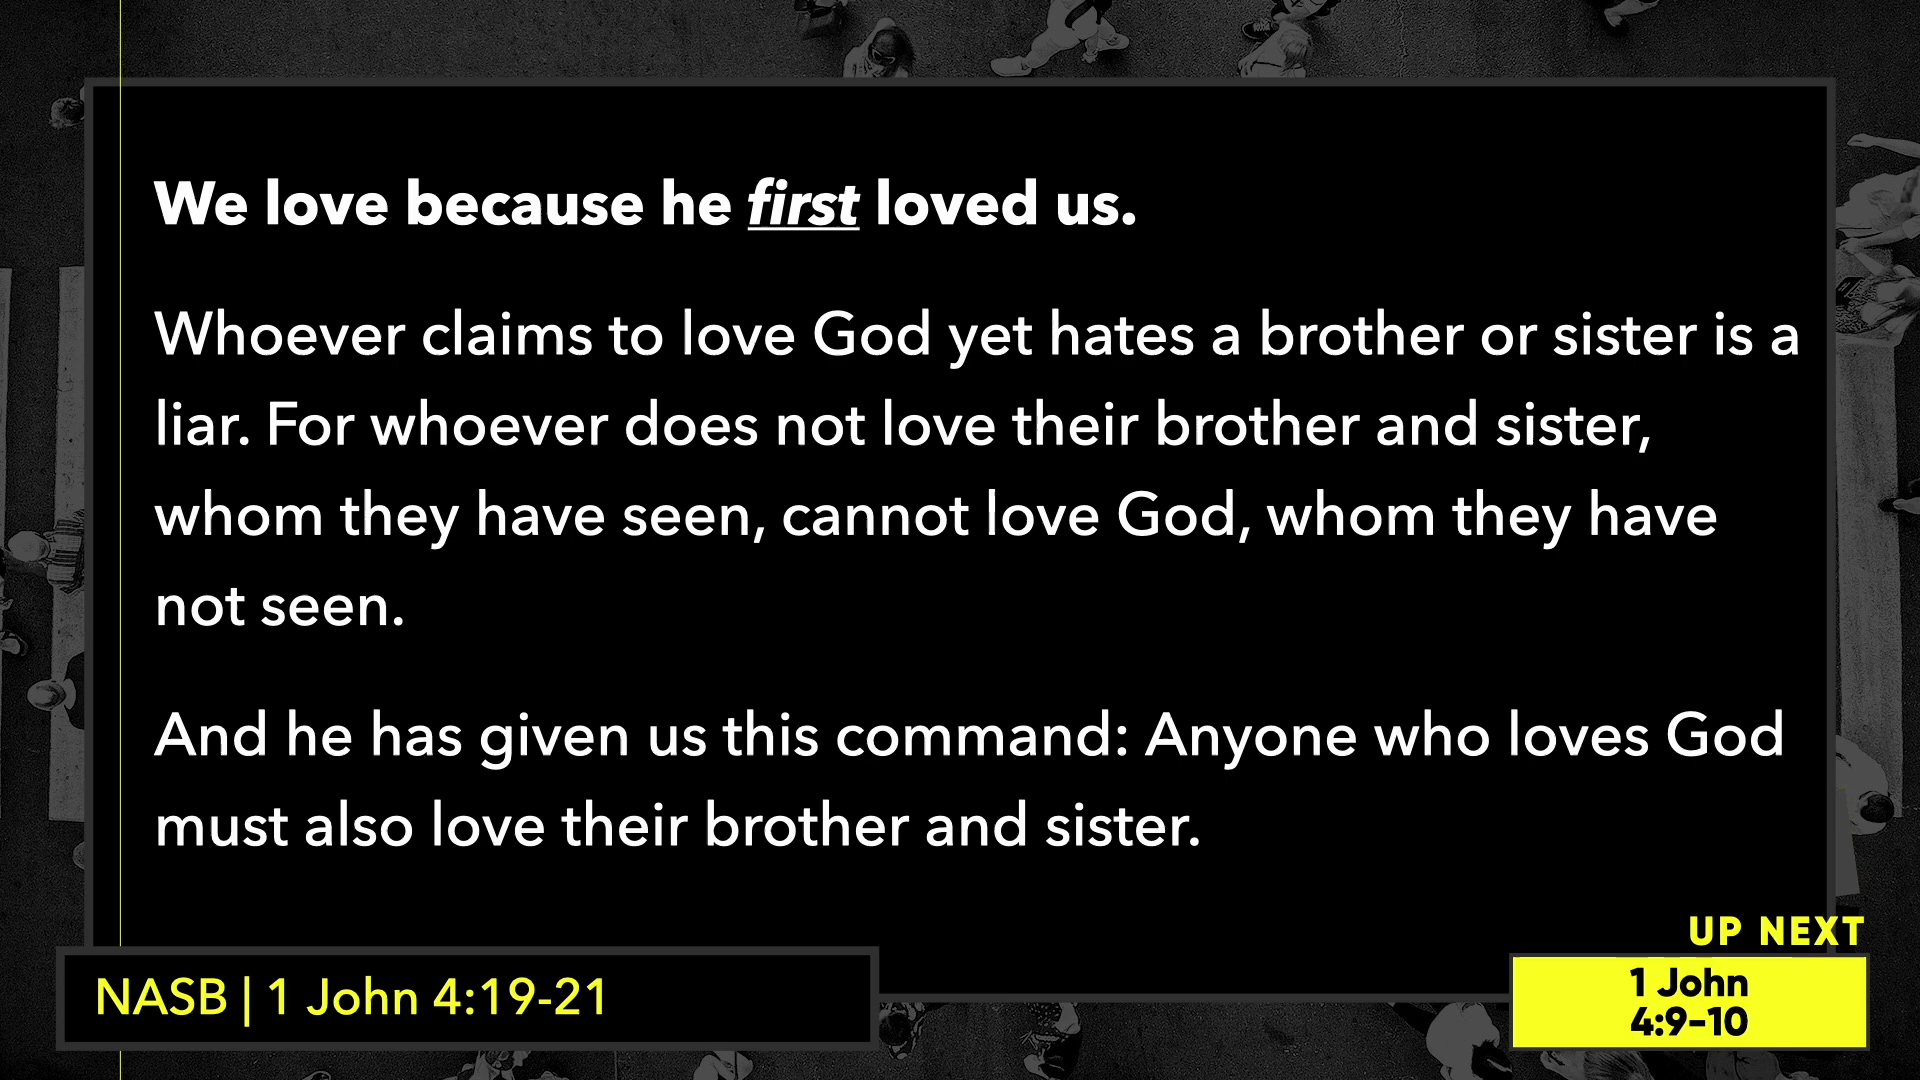 We love because he first loved us.
Whoever claims to love God yet hates a brother or sister is a
liar. For whoever does not love their brother and sister,
whom they have seen, cannot love God, whom they have
not seen.
And he has given us this command: Anyone who loves God
must also love their brother and sister.
NASB | 1 John 4:19-21
UP NEXT
1 John
4:9-10